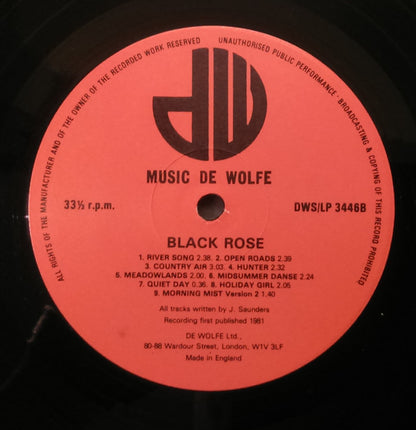 ALL RIGHTS OF THE MANUFACTURER AND OF THE OWNER OF THE RECORDED WORK RESERVED UNAUTHORISED PUBLIC PERFORMANCE · BROADCASTING & COPYING OF THIS RECORD PROHIBITED
dW
MUSIC DE WOLFE
33⅓ r.p.m. DWS/LP 3446B
BLACK ROSE
1. RIVER SONG 2.38. 2. OPEN ROADS 2.39
3. COUNTRY AIR 3.03. 4. HUNTER 2.32
5. MEADOWLANDS 2.00. 6. MIDSUMMER DANSE 2.24
7. QUIET DAY 0.36. 8. HOLIDAY GIRL 2.05
9. MORNING MIST Version 2 1.40
All tracks written by J. Saunders
Recording first published 1981
DE WOLFE Ltd.,
80-88 Wardour Street, London, W1V 3LF
Made in England